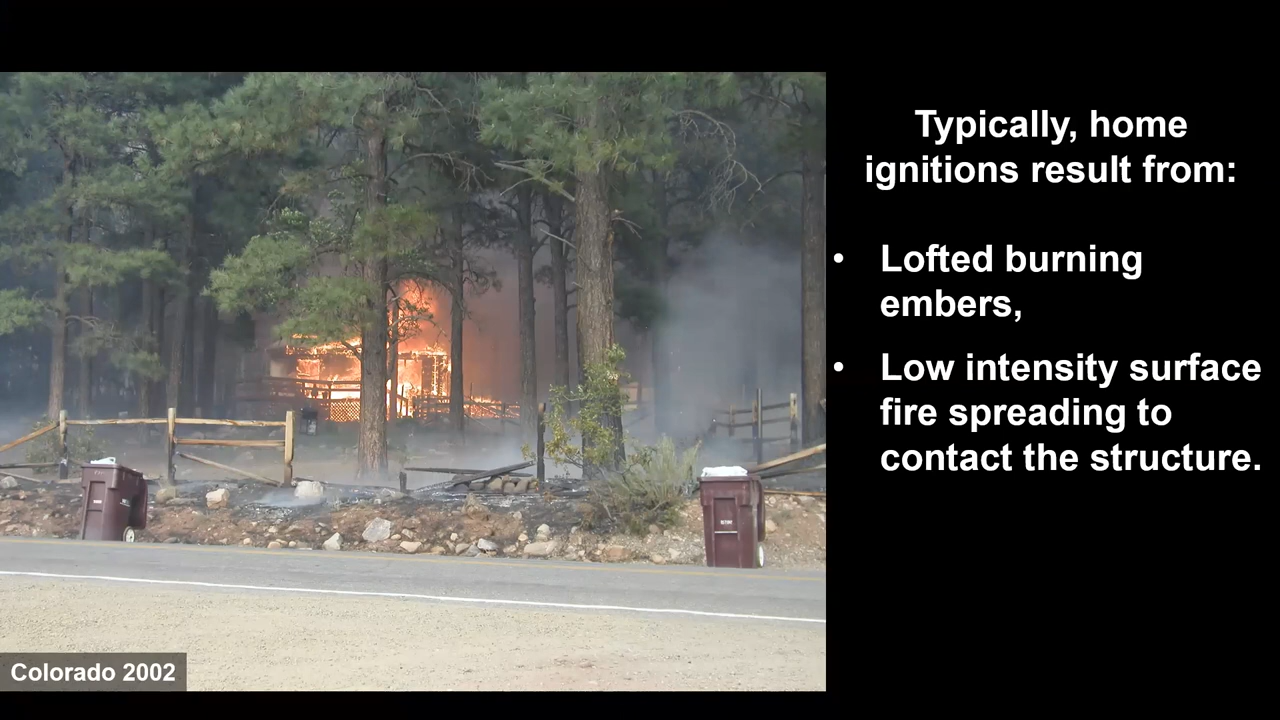 Typically, home
ignitions result from:
• Lofted burning
embers,
• Low intensity surface
fire spreading to
contact the structure.
Colorado 2002